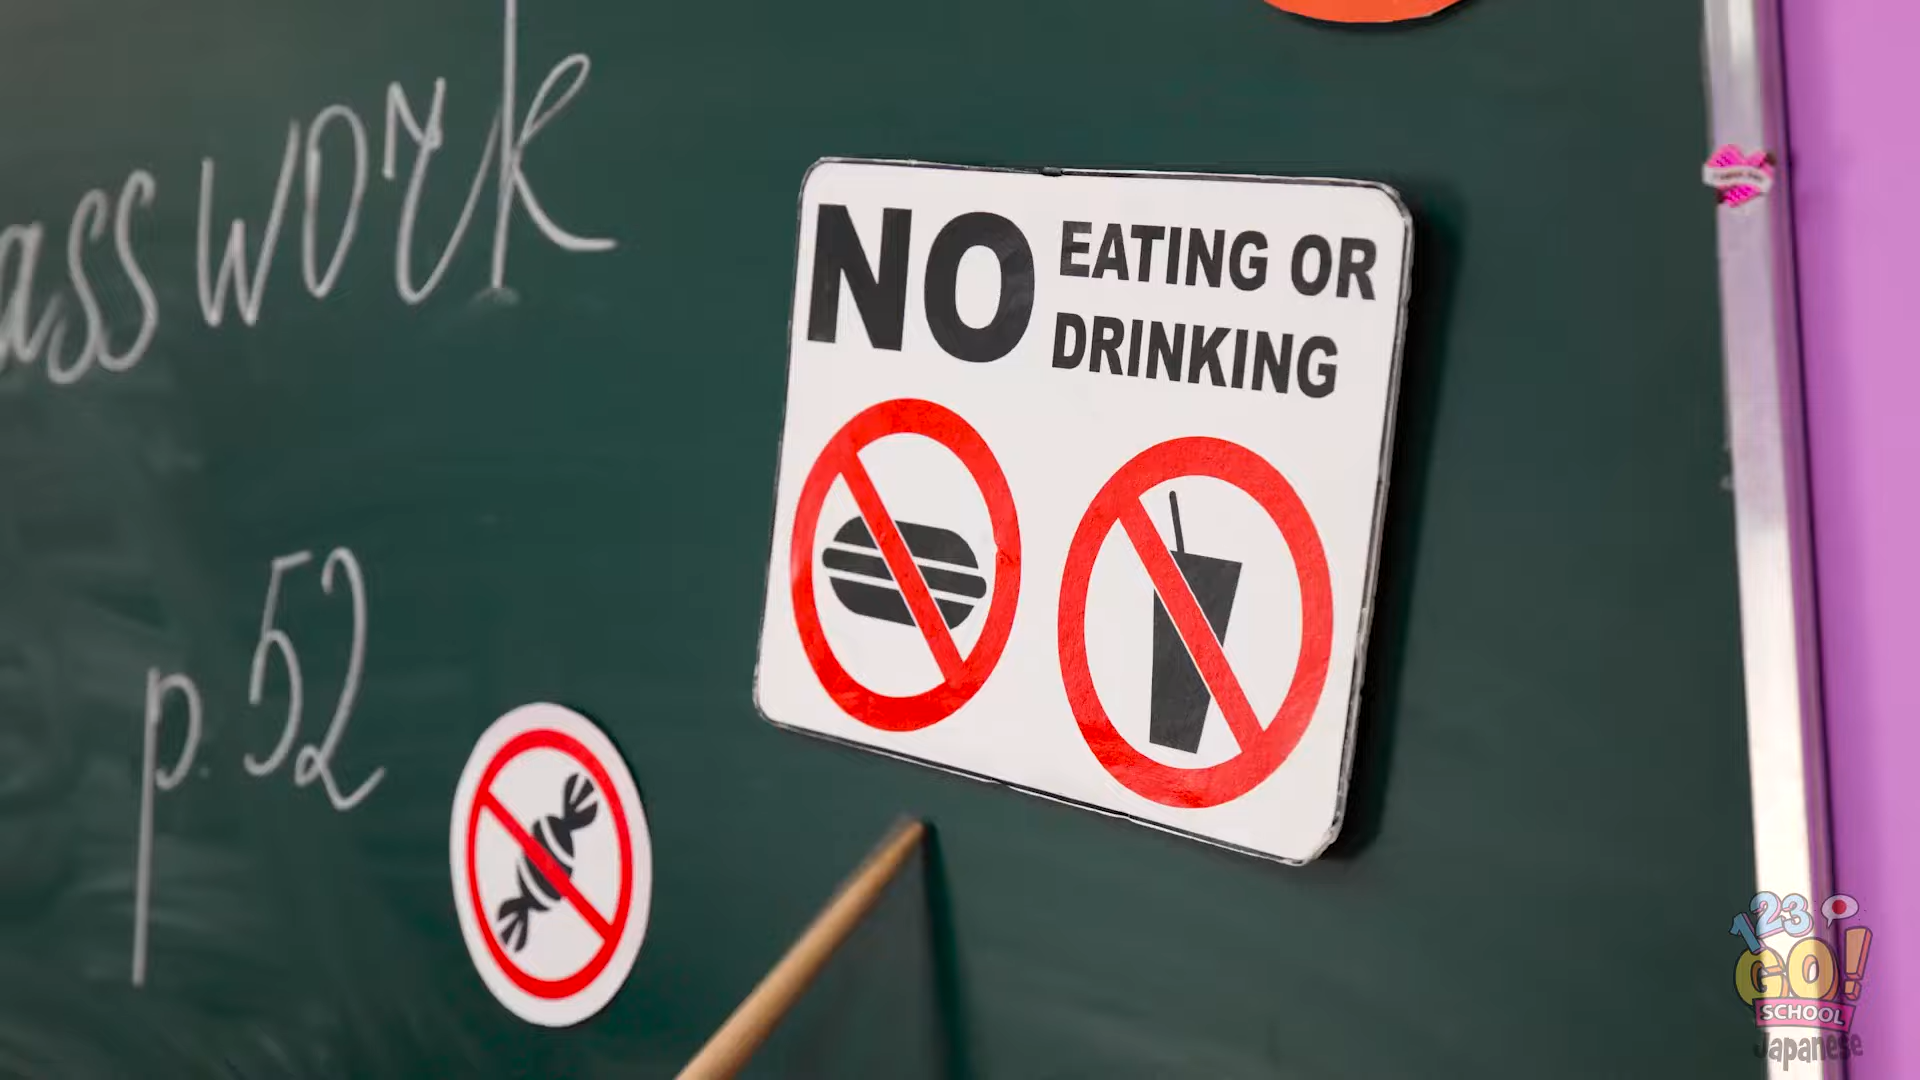 asswork
p. 52
NO EATING OR
DRINKING
123
GO!
SCHOOL
Japanese